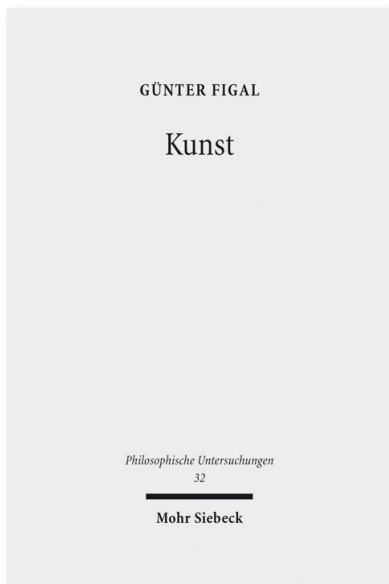 GÜNTER FIGAL
Kunst
Philosophische Untersuchungen
32
Mohr Siebeck